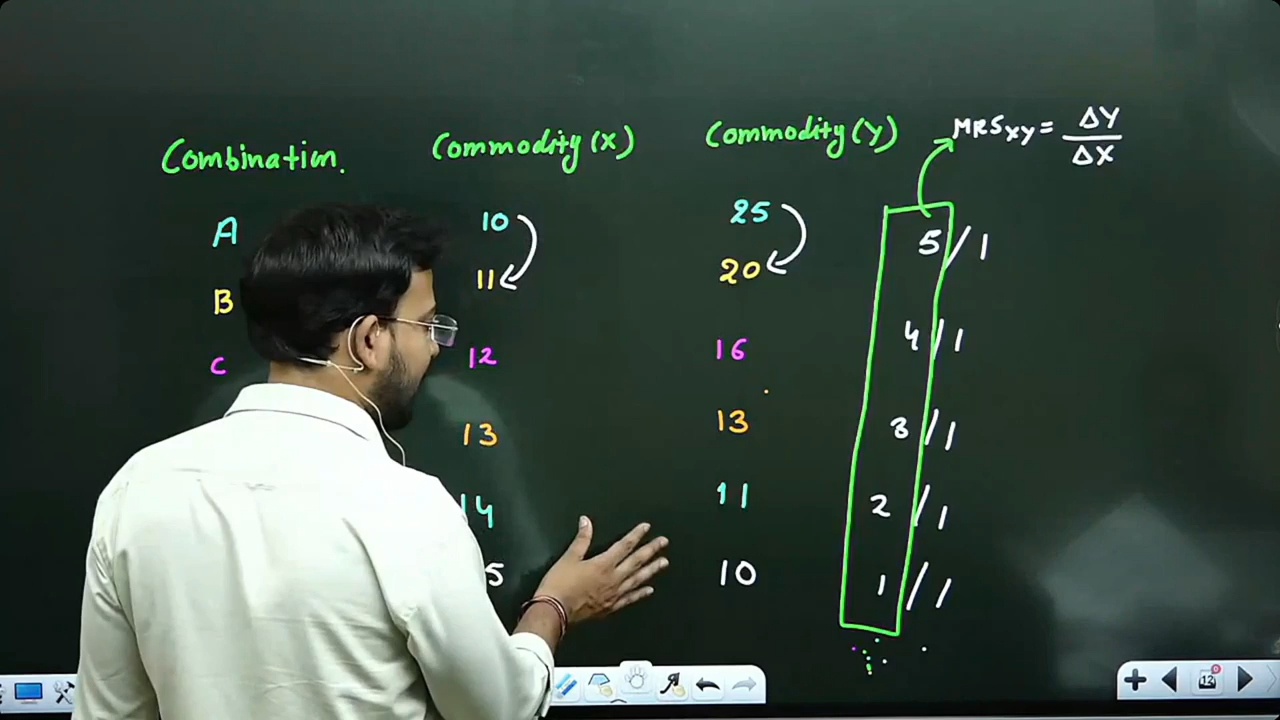 Combination. Commodity (X) Commodity (Y) MRSxy = ΔY / ΔX
A 10 25
5/1
B 11 20
4/1
C 12 16
13 13 3/1
14 11 2/1
5 10 1/1
12